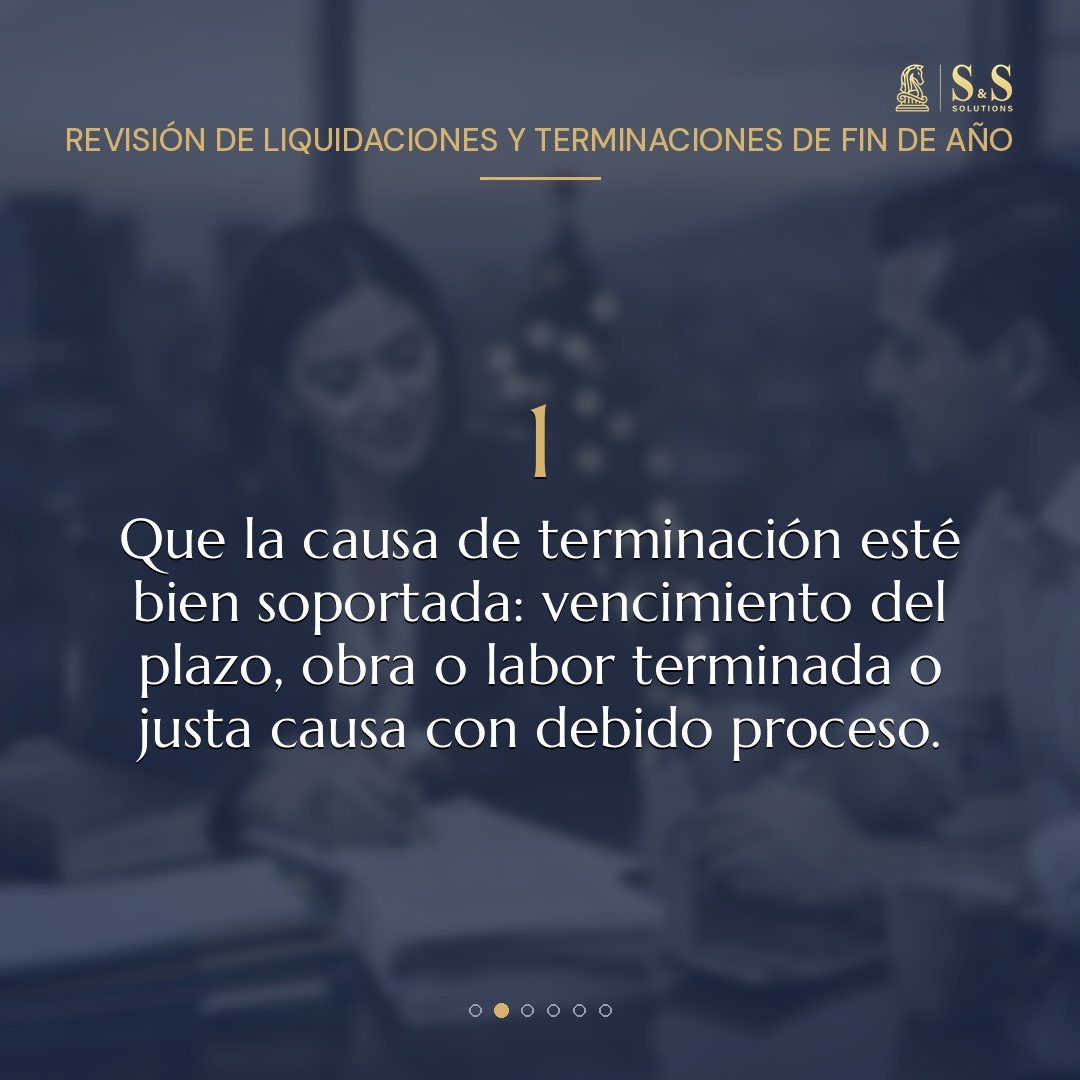 S&S
SOLUTIONS
REVISIÓN DE LIQUIDACIONES Y TERMINACIONES DE FIN DE AÑO
1
Que la causa de terminación esté
bien soportada: vencimiento del
plazo, obra o labor terminada o
justa causa con debido proceso.